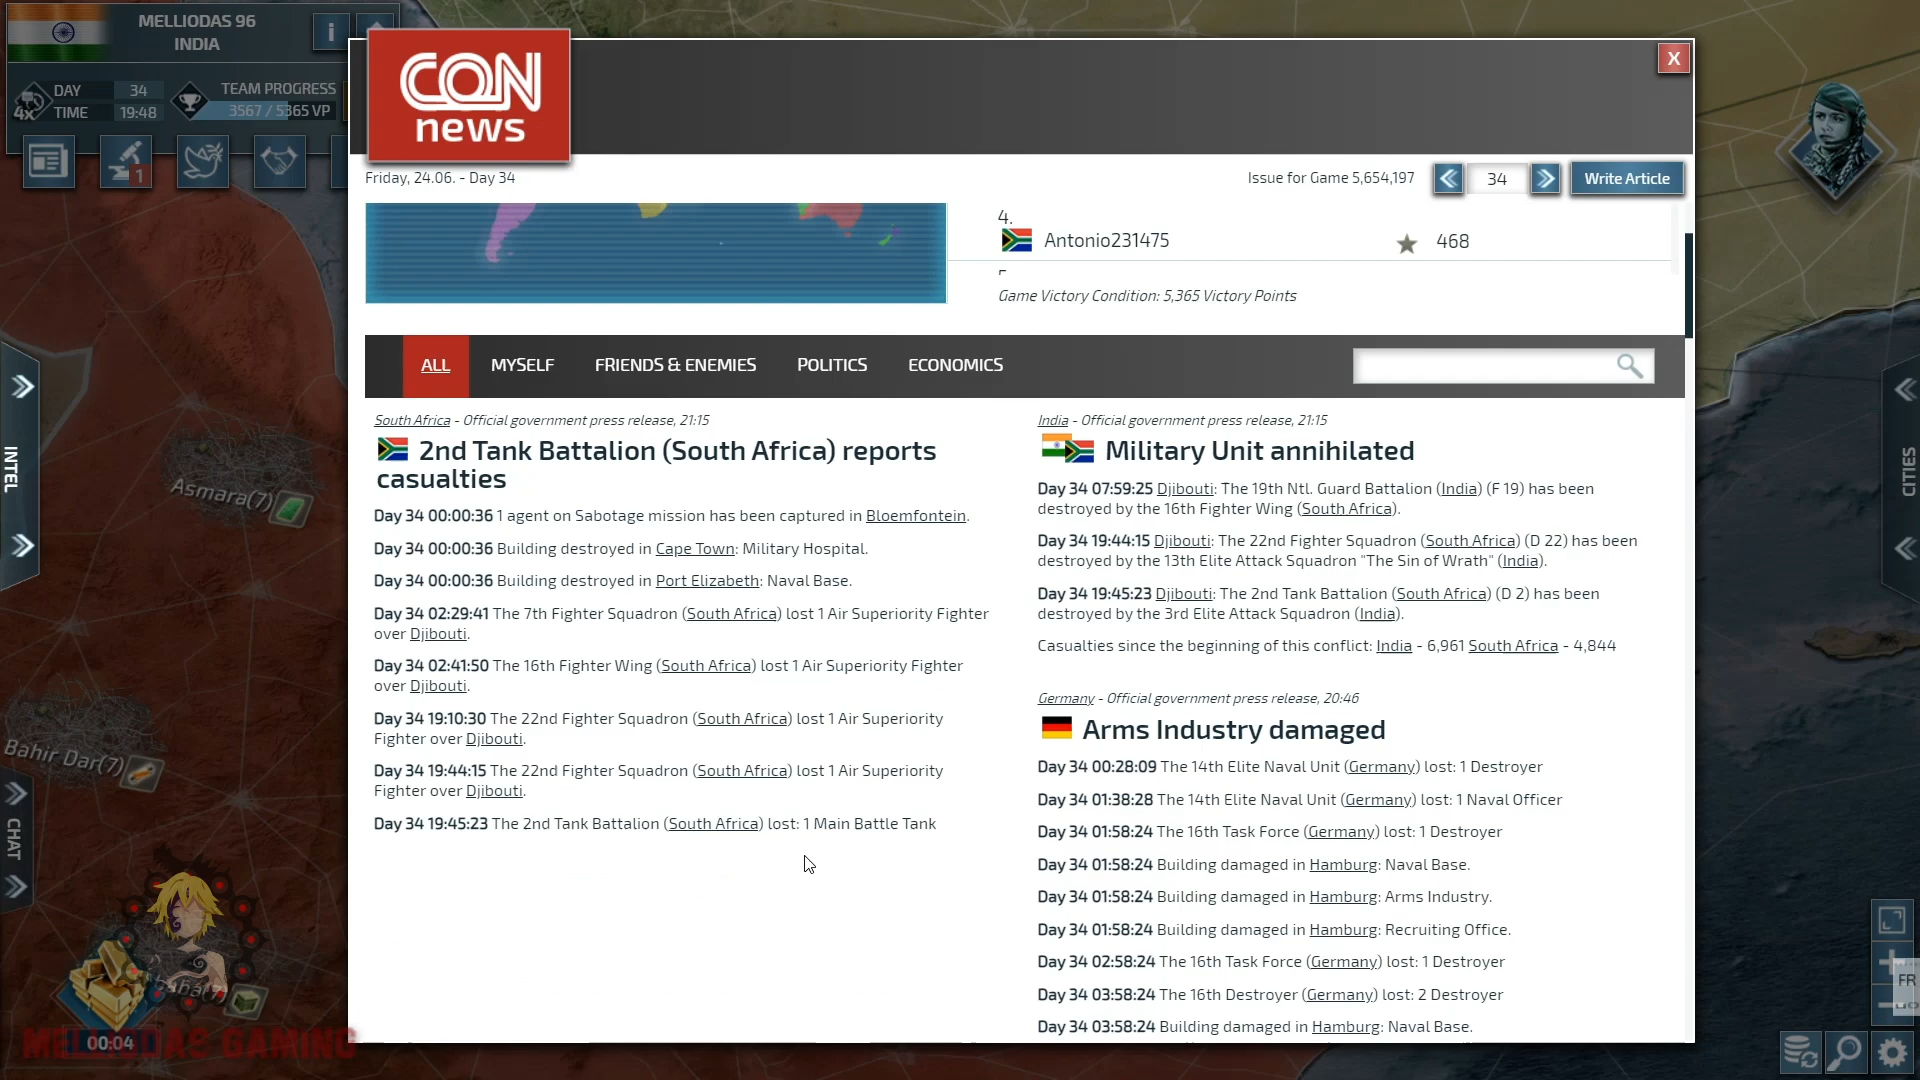 MELLIODAS 96
INDIA
DAY 34
TIME 19:48
4x
TEAM PROGRESS
3567 / 5365 VP
1
CON
news
X
Friday, 24.06. - Day 34
Issue for Game 5,654,197
34
Write Article
4.
Antonio231475 468
Game Victory Condition: 5,365 Victory Points
ALL MYSELF FRIENDS & ENEMIES POLITICS ECONOMICS
South Africa - Official government press release, 21:15
2nd Tank Battalion (South Africa) reports
casualties
Day 34 00:00:36 1 agent on Sabotage mission has been captured in Bloemfontein.
Day 34 00:00:36 Building destroyed in Cape Town: Military Hospital.
Day 34 00:00:36 Building destroyed in Port Elizabeth: Naval Base.
Day 34 02:29:41 The 7th Fighter Squadron (South Africa) lost 1 Air Superiority Fighter
over Djibouti.
Day 34 02:41:50 The 16th Fighter Wing (South Africa) lost 1 Air Superiority Fighter
over Djibouti.
Day 34 19:10:30 The 22nd Fighter Squadron (South Africa) lost 1 Air Superiority
Fighter over Djibouti.
Day 34 19:44:15 The 22nd Fighter Squadron (South Africa) lost 1 Air Superiority
Fighter over Djibouti.
Day 34 19:45:23 The 2nd Tank Battalion (South Africa) lost: 1 Main Battle Tank
India - Official government press release, 21:15
Military Unit annihilated
Day 34 07:59:25 Djibouti: The 19th Ntl. Guard Battalion (India) (F 19) has been
destroyed by the 16th Fighter Wing (South Africa).
Day 34 19:44:15 Djibouti: The 22nd Fighter Squadron (South Africa) (D 22) has been
destroyed by the 13th Elite Attack Squadron "The Sin of Wrath" (India).
Day 34 19:45:23 Djibouti: The 2nd Tank Battalion (South Africa) (D 2) has been
destroyed by the 3rd Elite Attack Squadron (India).
Casualties since the beginning of this conflict: India - 6,961 South Africa - 4,844
Germany - Official government press release, 20:46
Arms Industry damaged
Day 34 00:28:09 The 14th Elite Naval Unit (Germany) lost: 1 Destroyer
Day 34 01:38:28 The 14th Elite Naval Unit (Germany) lost: 1 Naval Officer
Day 34 01:58:24 The 16th Task Force (Germany) lost: 1 Destroyer
Day 34 01:58:24 Building damaged in Hamburg: Naval Base.
Day 34 01:58:24 Building damaged in Hamburg: Arms Industry.
Day 34 01:58:24 Building damaged in Hamburg: Recruiting Office.
Day 34 02:58:24 The 16th Task Force (Germany) lost: 1 Destroyer
Day 34 03:58:24 The 16th Destroyer (Germany) lost: 2 Destroyer
Day 34 03:58:24 Building damaged in Hamburg: Naval Base.
INTEL
CHAT
CITIES
Asmara(7)
Bahir Dar(7)
00:04
MELLIODAS GAMING
FR